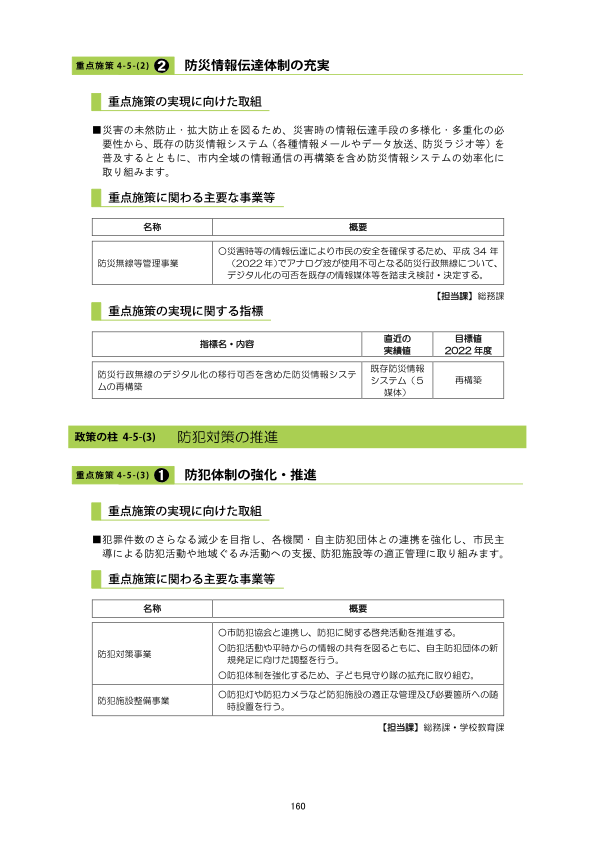 重点施策 4-5-(2) ❷ 防災情報伝達体制の充実
重点施策の実現に向けた取組
■災害の未然防止・拡大防止を図るため、災害時の情報伝達手段の多様化・多重化の必
要性から、既存の防災情報システム（各種情報メールやデータ放送、防災ラジオ等）を
普及するとともに、市内全域の情報通信の再構築を含め防災情報システムの効率化に
取り組みます。
重点施策に関わる主要な事業等
名称 概要
防災無線等管理事業
〇災害時等の情報伝達により市民の安全を確保するため、平成 34 年
（2022 年）でアナログ波が使用不可となる防災行政無線について、
デジタル化の可否を既存の情報媒体等を踏まえ検討・決定する。
【担当課】総務課
重点施策の実現に関する指標
指標名・内容 直近の
実績値 目標値
2022 年度
防災行政無線のデジタル化の移行可否を含めた防災情報システ
ムの再構築
既存防災情報
システム（５
媒体）
再構築
政策の柱 4-5-(3) 防犯対策の推進
重点施策 4-5-(3) ❶ 防犯体制の強化・推進
重点施策の実現に向けた取組
■犯罪件数のさらなる減少を目指し、各機関・自主防犯団体との連携を強化し、市民主
導による防犯活動や地域ぐるみ活動への支援、防犯施設等の適正管理に取り組みます。
重点施策に関わる主要な事業等
名称 概要
防犯対策事業
〇市防犯協会と連携し、防犯に関する啓発活動を推進する。
〇防犯活動や平時からの情報の共有を図るともに、自主防犯団体の新
規発足に向けた調整を行う。
〇防犯体制を強化するため、子ども見守り隊の拡充に取り組む。
防犯施設整備事業
〇防犯灯や防犯カメラなど防犯施設の適正な管理及び必要箇所への随
時設置を行う。
【担当課】総務課・学校教育課
160